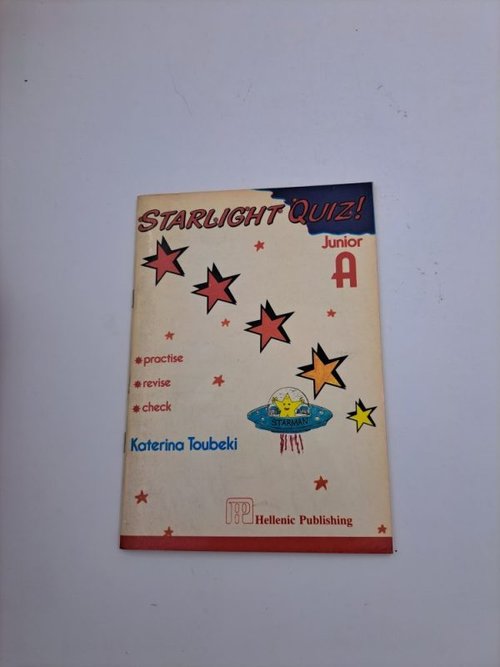 STARLIGHT QUIZ!
Junior
A
practise
revise
check
STARMAN
Katerina Toubeki
HP Hellenic Publishing